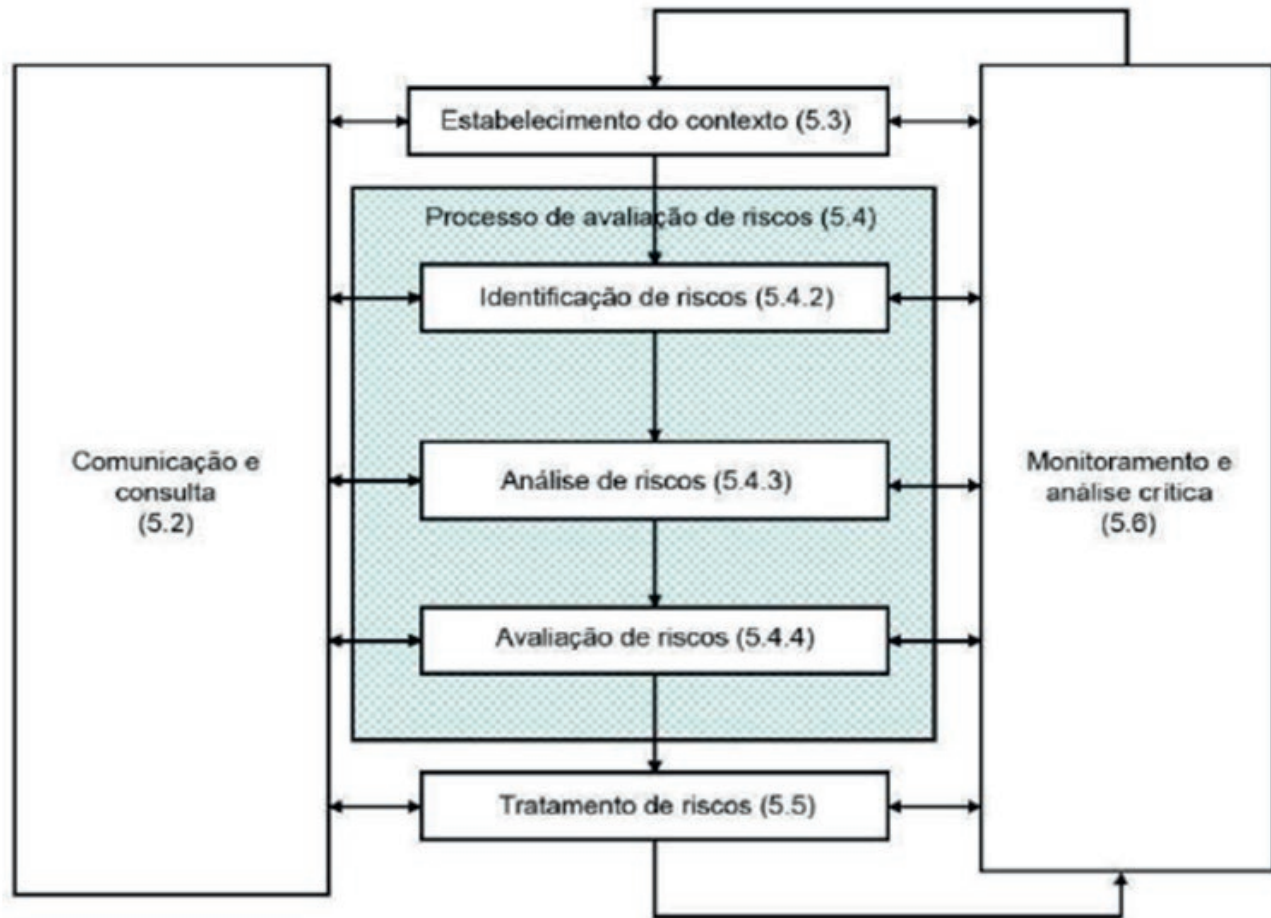 Estabelecimento do contexto (5.3)
Processo de avaliação de riscos (5.4)
Identificação de riscos (5.4.2)
Comunicação e
consulta
(5.2)
Análise de riscos (5.4.3)
Monitoramento e
análise crítica
(5.6)
Avaliação de riscos (5.4.4)
Tratamento de riscos (5.5)